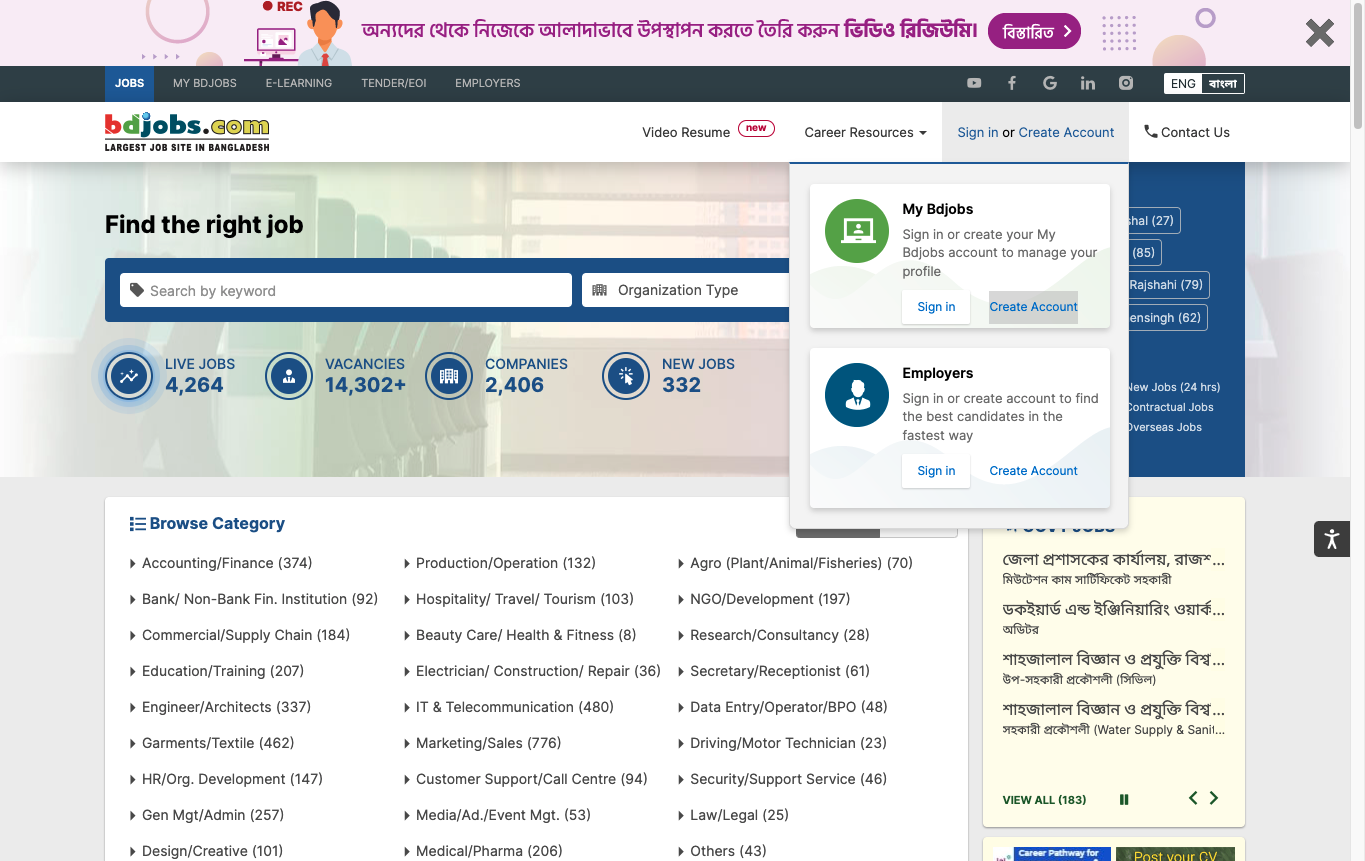 REC
অন্যদের থেকে নিজেকে আলাদাভাবে উপস্থাপন করতে তৈরি করুন ভিডিও রিজিউমি।
বিস্তারিত
JOBS
MY BDJOBS
E-LEARNING
TENDER/EOI
EMPLOYERS
ENG
বাংলা
bdjobs.com
LARGEST JOB SITE IN BANGLADESH
Video Resume new
Career Resources
Sign in or Create Account
Contact Us
Find the right job
Search by keyword
Organization Type
LIVE JOBS
4,264
VACANCIES
14,302+
COMPANIES
2,406
NEW JOBS
332
My Bdjobs
Sign in or create your My
Bdjobs account to manage your
profile
Sign in
Create Account
Employers
Sign in or create account to find
the best candidates in the
fastest way
Sign in
Create Account
(27)
(85)
Rajshahi (79)
(62)
New Jobs (24 hrs)
Contractual Jobs
Overseas Jobs
Browse Category
Accounting/Finance (374)
Production/Operation (132)
Agro (Plant/Animal/Fisheries) (70)
Bank/ Non-Bank Fin. Institution (92)
Hospitality/ Travel/ Tourism (103)
NGO/Development (197)
Commercial/Supply Chain (184)
Beauty Care/ Health & Fitness (8)
Research/Consultancy (28)
Education/Training (207)
Electrician/ Construction/ Repair (36)
Secretary/Receptionist (61)
Engineer/Architects (337)
IT & Telecommunication (480)
Data Entry/Operator/BPO (48)
Garments/Textile (462)
Marketing/Sales (776)
Driving/Motor Technician (23)
HR/Org. Development (147)
Customer Support/Call Centre (94)
Security/Support Service (46)
Gen Mgt/Admin (257)
Media/Ad./Event Mgt. (53)
Law/Legal (25)
Design/Creative (101)
Medical/Pharma (206)
Others (43)
জেলা প্রশাসকের কার্যালয়, রাজশ...
মিউটেশন কাম সার্টিফিকেট সহকারী
ডকইয়ার্ড এন্ড ইঞ্জিনিয়ারিং ওয়ার্ক...
অডিটর
শাহজালাল বিজ্ঞান ও প্রযুক্তি বিশ্ব...
উপ-সহকারী প্রকৌশলী (সিভিল)
শাহজালাল বিজ্ঞান ও প্রযুক্তি বিশ্ব...
সহকারী প্রকৌশলী (Water Supply & Sanit...
VIEW ALL (183)
Career Pathway for
Post your CV